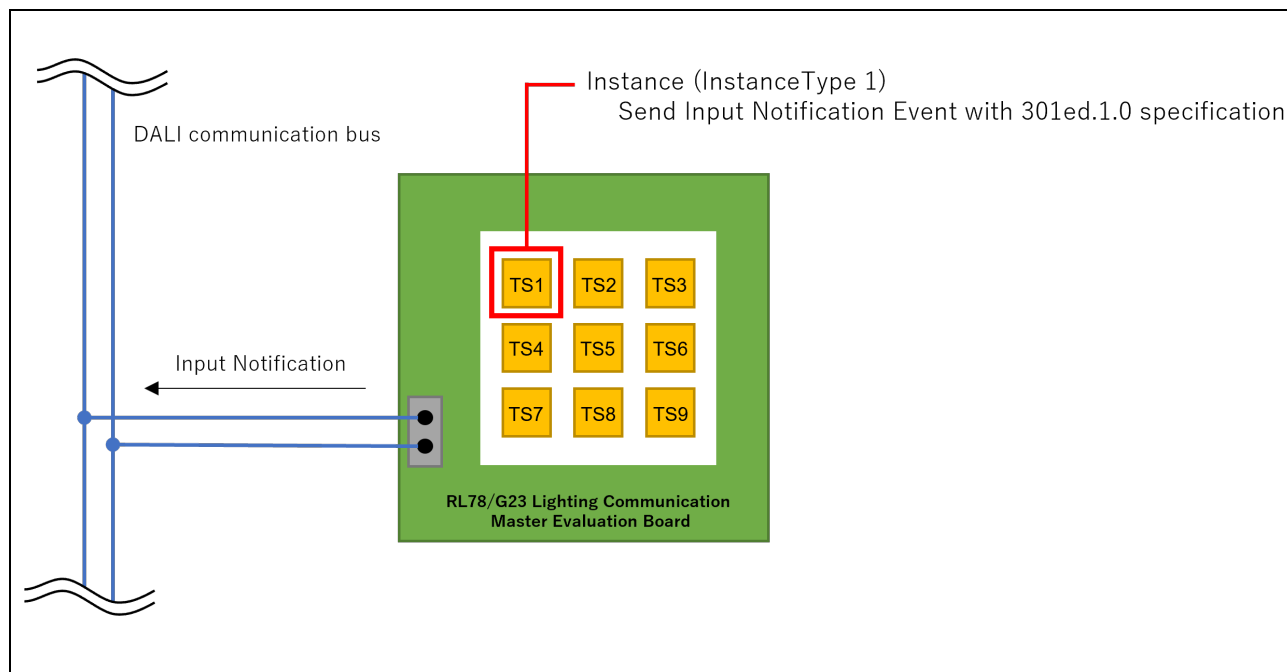 Instance (InstanceType 1)
Send Input Notification Event with 301ed.1.0 specification
DALI communication bus
TS1 TS2 TS3
TS4 TS5 TS6
Input Notification
TS7 TS8 TS9
RL78/G23 Lighting Communication
Master Evaluation Board